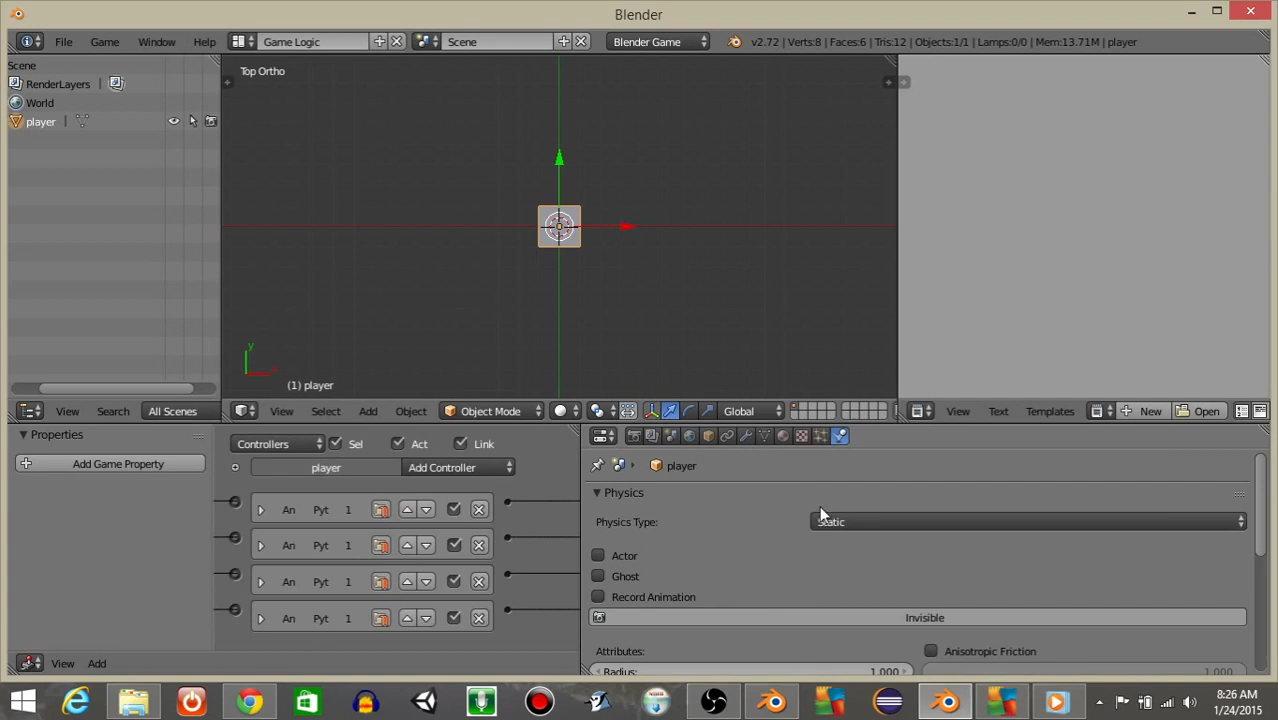 Blender
File Game Window Help Game Logic Scene Blender Game v2.72 | Verts:8 | Faces:6 | Tris:12 | Objects:1/1 | Lamps:0/0 | Mem:13.71M | player
Scene
RenderLayers
World
player
View Search All Scenes
Top Ortho
y
x
(1) player
View Select Add Object Object Mode Global
View Text Templates New Open
Properties
Add Game Property
Controllers Sel Act Link
player Add Controller
An Pyt 1
An Pyt 1
An Pyt 1
An Pyt 1
View Add
player
Physics
Physics Type: Static
Actor
Ghost
Record Animation
Invisible
Attributes: Anisotropic Friction
Radius: 1.000 1.000
8:26 AM
1/24/2015